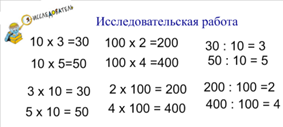 ИССЛЕДОВАТЕЛЬ
Исследовательская работа
10 х 3 =30
100 х 2 =200
30 : 10 = 3
10 х 5=50
100 х 4 =400
50 : 10 = 5
3 х 10 = 30
2 х 100 = 200
200 : 100 =2
5 х 10 = 50
4 х 100 = 400
400 : 100 = 4